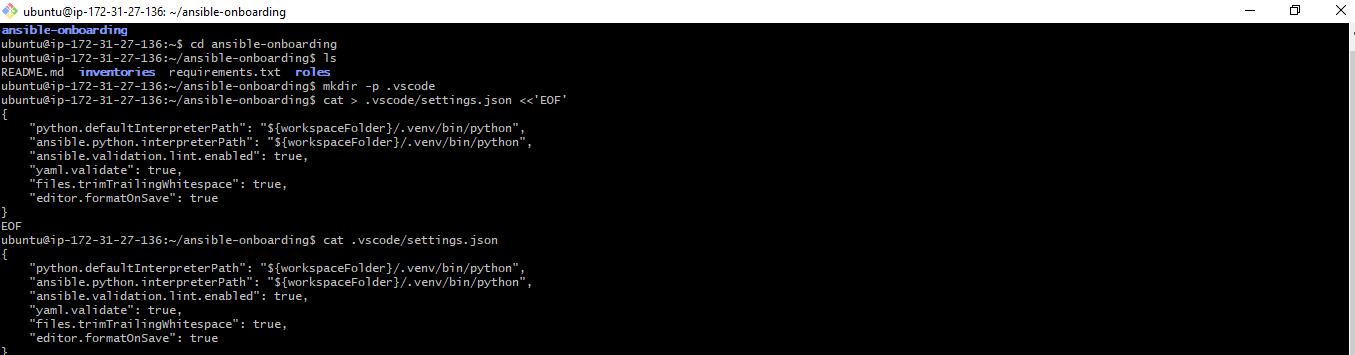 ubuntu@ip-172-31-27-136: ~/ansible-onboarding
ansible-onboarding
ubuntu@ip-172-31-27-136:~$ cd ansible-onboarding
ubuntu@ip-172-31-27-136:~/ansible-onboarding$ ls
README.md  inventories  requirements.txt  roles
ubuntu@ip-172-31-27-136:~/ansible-onboarding$ mkdir -p .vscode
ubuntu@ip-172-31-27-136:~/ansible-onboarding$ cat > .vscode/settings.json <<'EOF'
{
    "python.defaultInterpreterPath": "${workspaceFolder}/.venv/bin/python",
    "ansible.python.interpreterPath": "${workspaceFolder}/.venv/bin/python",
    "ansible.validation.lint.enabled": true,
    "yaml.validate": true,
    "files.trimTrailingWhitespace": true,
    "editor.formatOnSave": true
}
EOF
ubuntu@ip-172-31-27-136:~/ansible-onboarding$ cat .vscode/settings.json
{
    "python.defaultInterpreterPath": "${workspaceFolder}/.venv/bin/python",
    "ansible.python.interpreterPath": "${workspaceFolder}/.venv/bin/python",
    "ansible.validation.lint.enabled": true,
    "yaml.validate": true,
    "files.trimTrailingWhitespace": true,
    "editor.formatOnSave": true
}